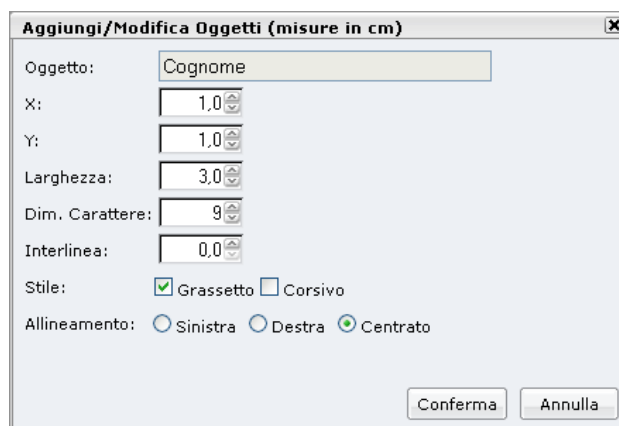 Aggiungi/Modifica Oggetti (misure in cm)
Oggetto: Cognome
X: 1,0
Y: 1,0
Larghezza: 3,0
Dim. Carattere: 9
Interlinea: 0,0
Stile: Grassetto Corsivo
Allineamento: Sinistra Destra Centrato
Conferma Annulla